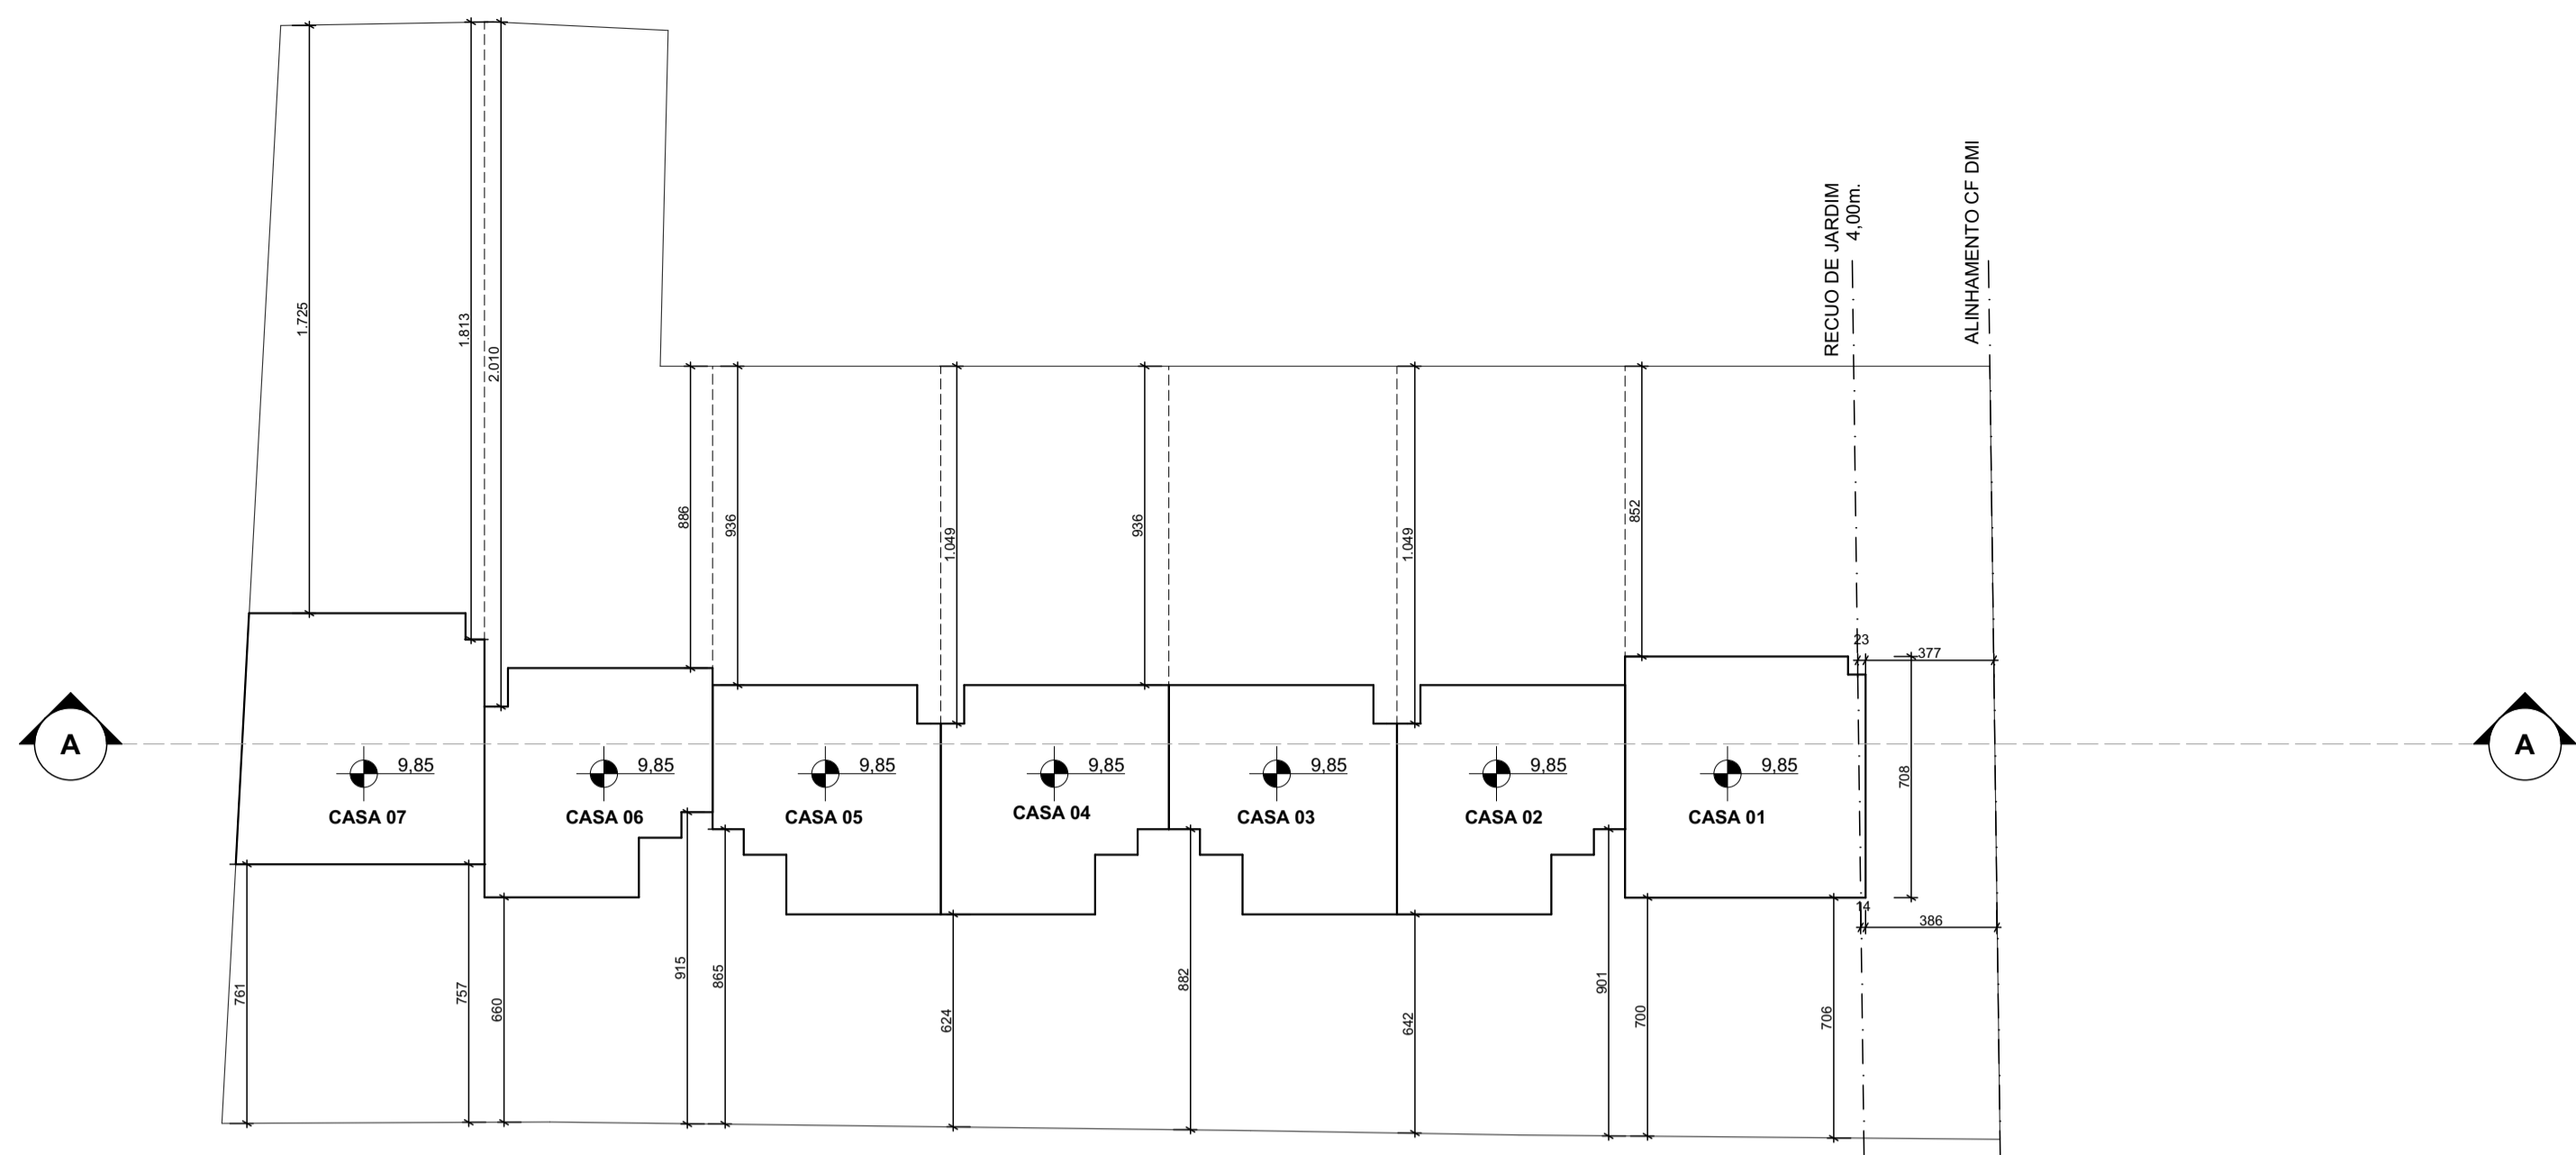 RECUO DE JARDIM
4,00m.
ALINHAMENTO CF DMI
1.725
1.813
2.010
886
936
1.049
936
1.049
852
23
377
A
A
9,85
9,85
9,85
9,85
9,85
9,85
9,85
708
CASA 07
CASA 06
CASA 05
CASA 04
CASA 03
CASA 02
CASA 01
14
386
761
757
660
915
865
624
882
642
901
700
706